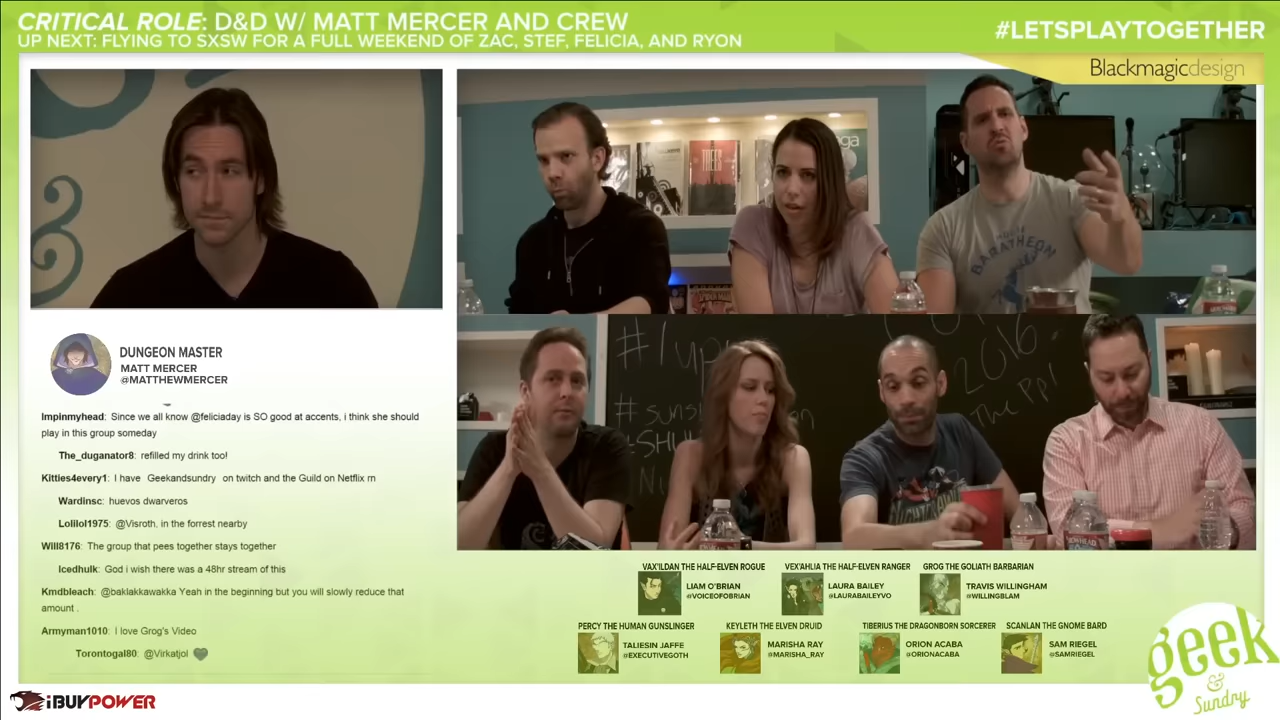 CRITICAL ROLE: D&D W/ MATT MERCER AND CREW
UP NEXT: FLYING TO SXSW FOR A FULL WEEKEND OF ZAC, STEF, FELICIA, AND RYON
#LETSPLAYTOGETHER
Blackmagicdesign
TREES
BARATHEON
2016
The PP!
DUNGEON MASTER
MATT MERCER
@MATTHEWMERCER
Impinmyhead: Since we all know @feliciaday is SO good at accents, i think she should
play in this group someday
The_duganator8: refilled my drink too!
Kitties4every1: I have Geekandsundry on twitch and the Guild on Netflix rn
Wardinsc: huevos dwarveros
Lolilol1975: @Visroth, in the forrest nearby
Will8176: The group that pees together stays together
Icedhulk: God i wish there was a 48hr stream of this
Kmdbleach: @baklakkawakka Yeah in the beginning but you will slowly reduce that
amount .
Armyman1010: I love Grog's Video
Torontogal80: @Virkatjol
VAX'ILDAN THE HALF-ELVEN ROGUE
LIAM O'BRIAN
@VOICEOFOBRIAN
VEX'AHLIA THE HALF-ELVEN RANGER
LAURA BAILEY
@LAURABAILEYVO
GROG THE GOLIATH BARBARIAN
TRAVIS WILLINGHAM
@WILLINGBLAM
PERCY THE HUMAN GUNSLINGER
TALIESIN JAFFE
@EXECUTIVEGOTH
KEYLETH THE ELVEN DRUID
MARISHA RAY
@MARISHA_RAY
TIBERIUS THE DRAGONBORN SORCERER
ORION ACABA
@ORIONACABA
SCANLAN THE GNOME BARD
SAM RIEGEL
@SAMRIEGEL
geek
&
Sundry
iBUYPOWER